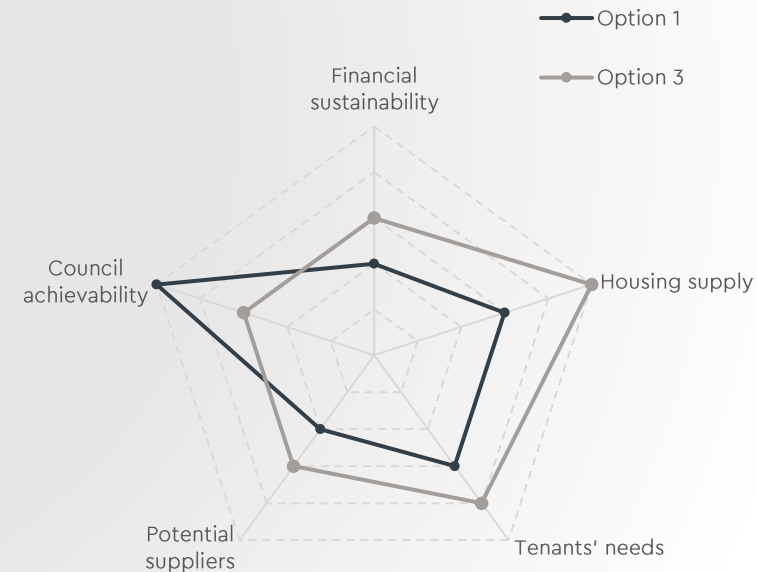 Option 1
Option 3
Financial
sustainability
Council
achievability
Housing supply
Potential
suppliers
Tenants' needs